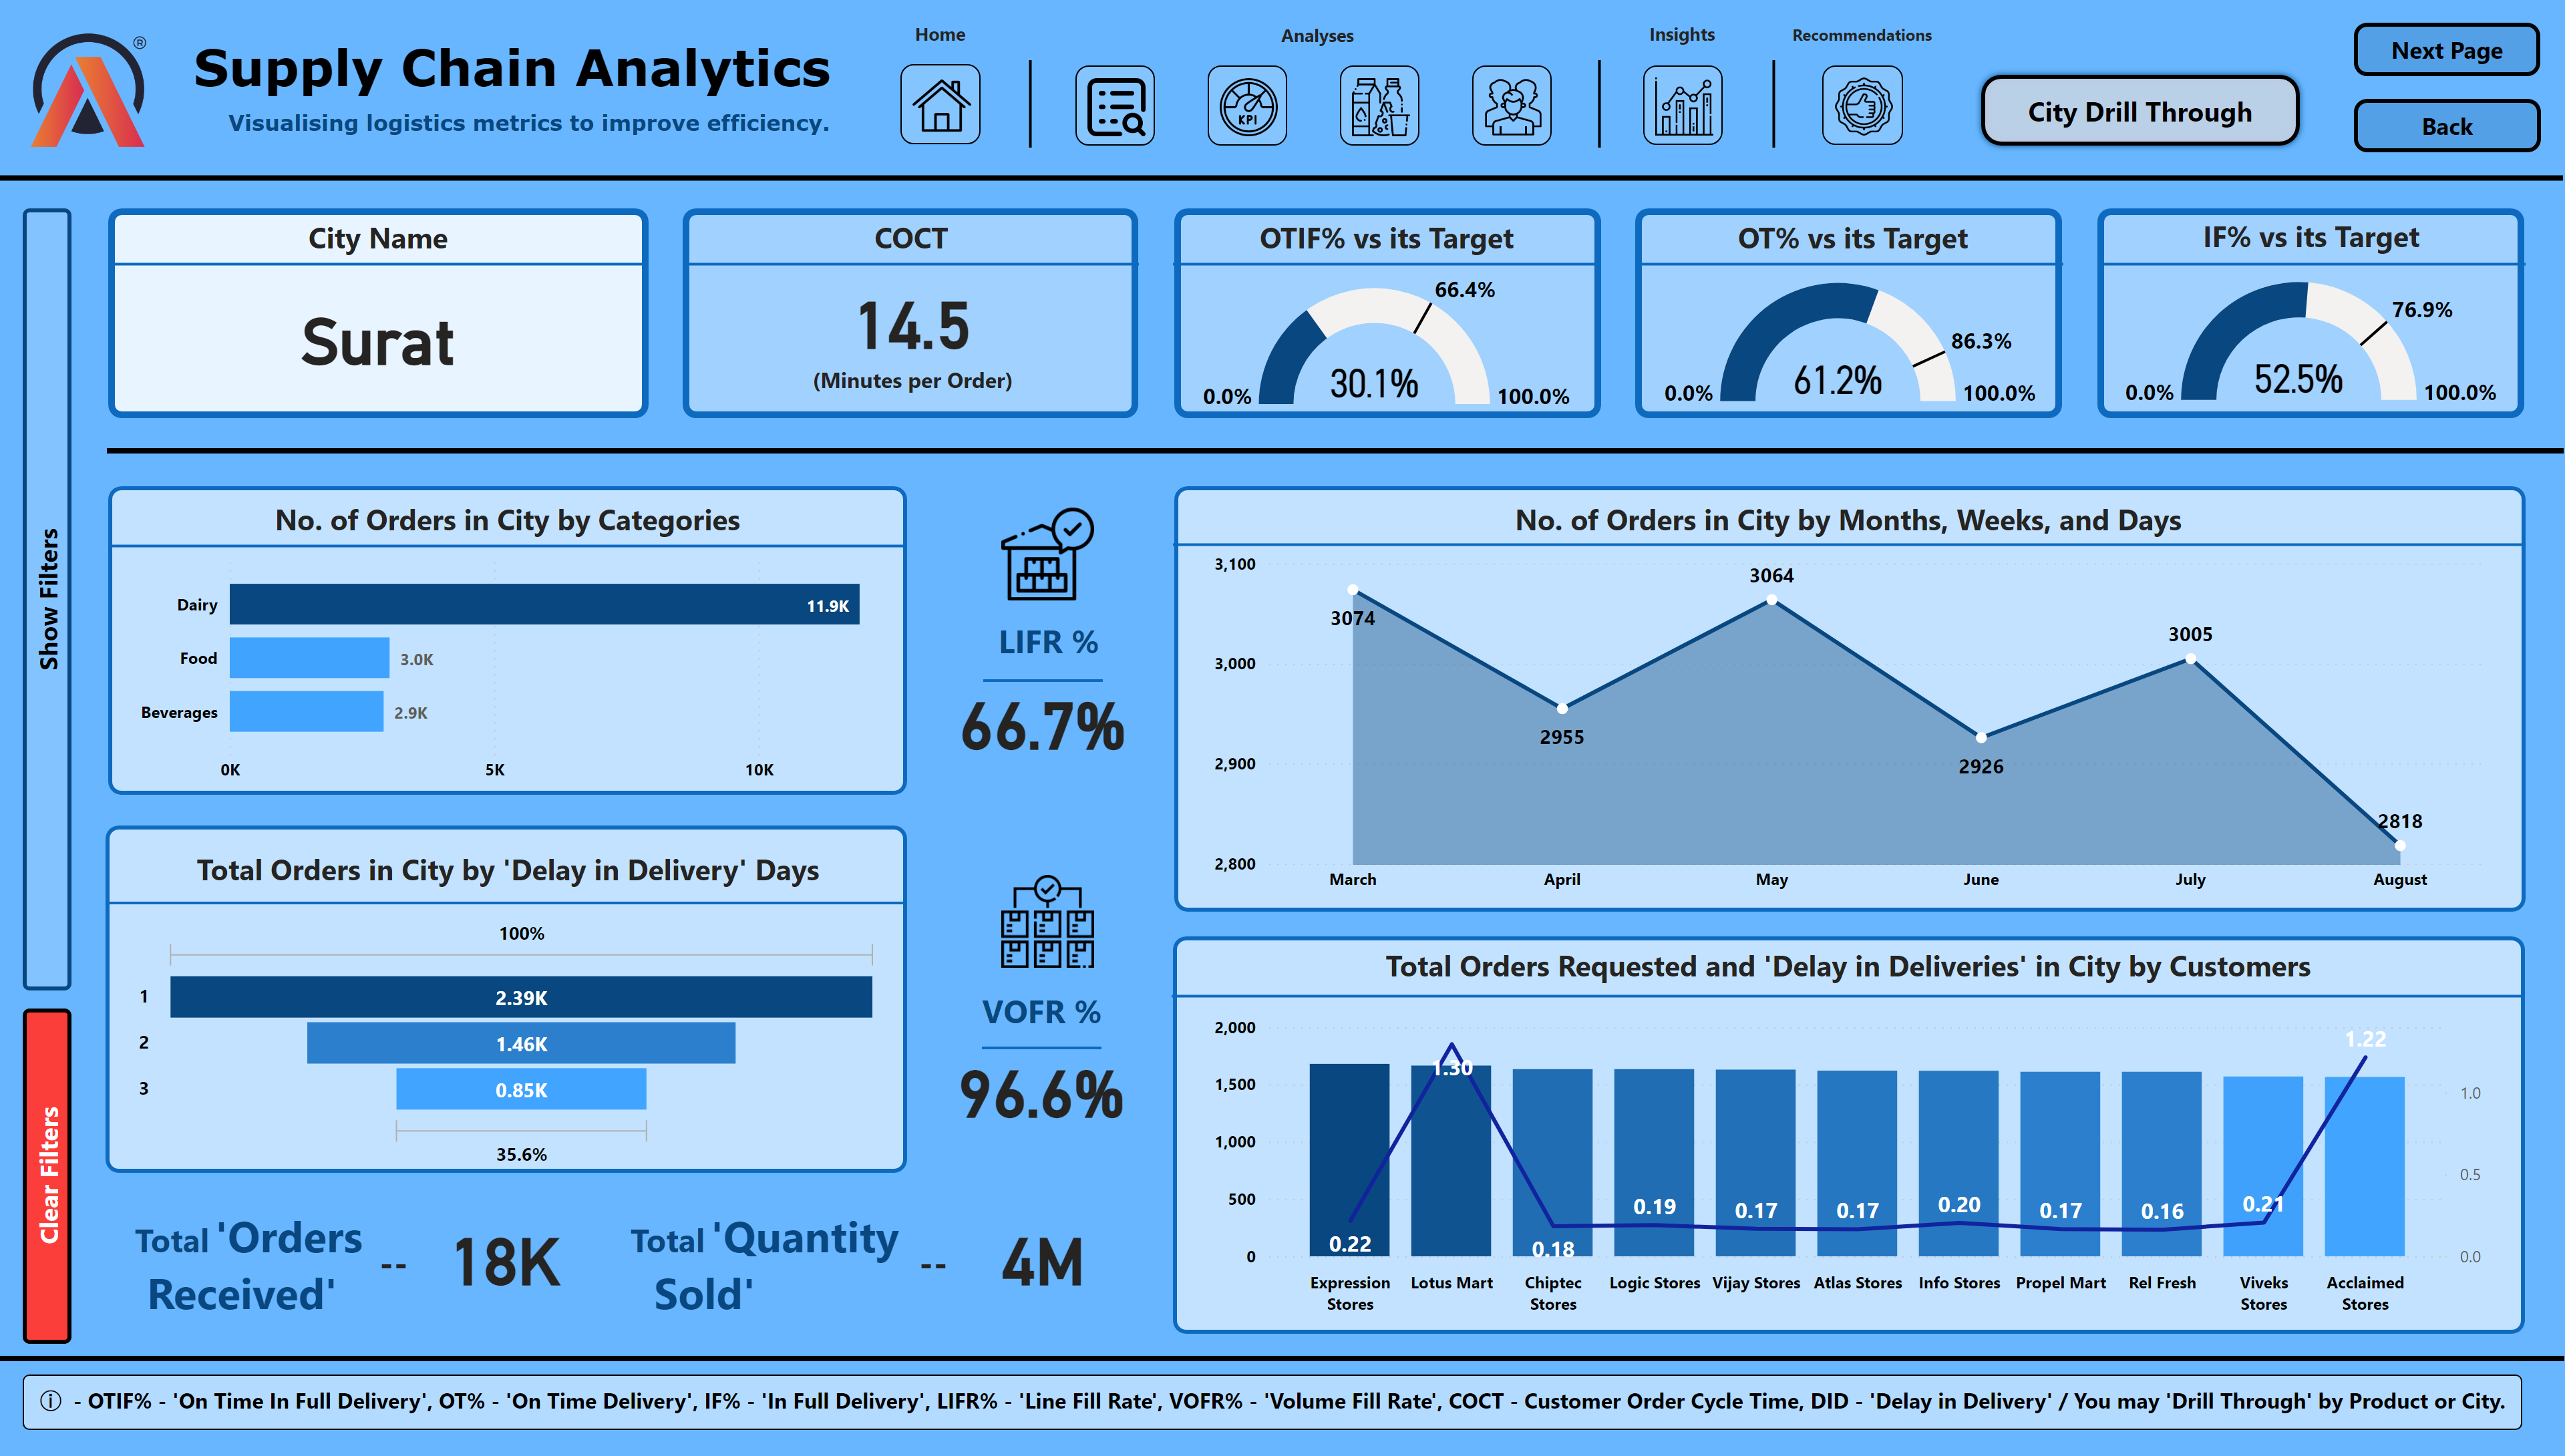 ®
Supply Chain Analytics
Visualising logistics metrics to improve efficiency.
Home
Analyses
KPI
Insights
Recommendations
City Drill Through
Next Page
Back
Show Filters
Clear Filters
City Name
Surat
COCT
14.5
(Minutes per Order)
OTIF% vs its Target
66.4%
30.1%
0.0%
100.0%
OT% vs its Target
86.3%
61.2%
0.0%
100.0%
IF% vs its Target
76.9%
52.5%
0.0%
100.0%
No. of Orders in City by Categories
Dairy 11.9K
Food 3.0K
Beverages 2.9K
0K 5K 10K
LIFR %
66.7%
No. of Orders in City by Months, Weeks, and Days
3,100
3,000
2,900
2,800
3074
2955
3064
2926
3005
2818
March April May June July August
Total Orders in City by 'Delay in Delivery' Days
100%
1 2.39K
2 1.46K
3 0.85K
35.6%
VOFR %
96.6%
Total Orders Requested and 'Delay in Deliveries' in City by Customers
2,000
1,500
1,000
500
0
1.0
0.5
0.0
0.22 1.30 0.18 0.19 0.17 0.17 0.20 0.17 0.16 0.21 1.22
Expression Stores
Lotus Mart
Chiptec Stores
Logic Stores
Vijay Stores
Atlas Stores
Info Stores
Propel Mart
Rel Fresh
Viveks Stores
Acclaimed Stores
Total 'Orders
Received'
-- 18K
Total 'Quantity
Sold'
-- 4M
ⓘ - OTIF% - 'On Time In Full Delivery', OT% - 'On Time Delivery', IF% - 'In Full Delivery', LIFR% - 'Line Fill Rate', VOFR% - 'Volume Fill Rate', COCT - Customer Order Cycle Time, DID - 'Delay in Delivery' / You may 'Drill Through' by Product or City.